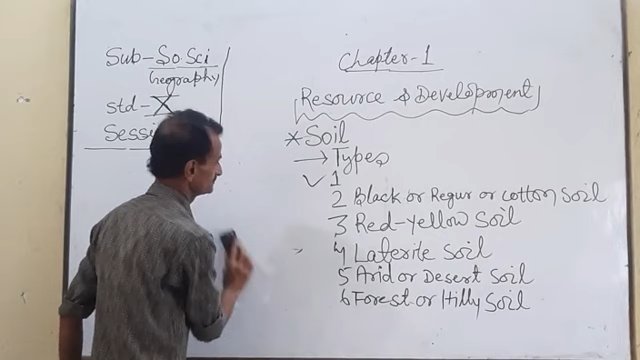 Sub-So.Sci
Geography
Std-X
Sessi
Chapter-1
Resource & Development
*Soil
→ Types
✓ 1
2 Black or Regur or Cotton Soil
3 Red-Yellow Soil
4 Laterite Soil
5 Arid or Desert Soil
6 Forest or Hilly Soil